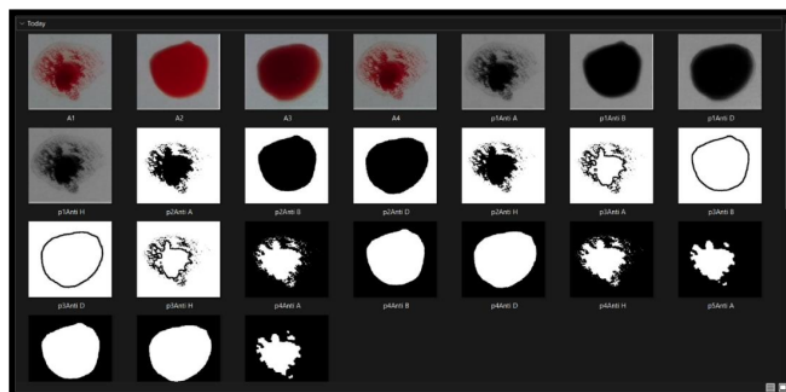 Today
A1 A2 A3 A4 p1Anti A p1Anti B p1Anti D
p1Anti H p2Anti A p2Anti B p2Anti D p2Anti H p3Anti A p3Anti B
p3Anti D p3Anti H p4Anti A p4Anti B p4Anti D p4Anti H p5Anti A